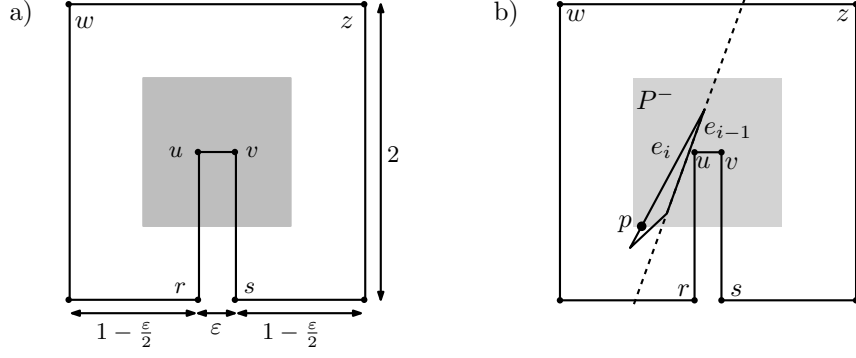 a)
w
z
u
v
2
r
s
1 − ε/2
ε
1 − ε/2
b)
w
z
P⁻
e_{i−1}
e_i
u
v
p
r
s